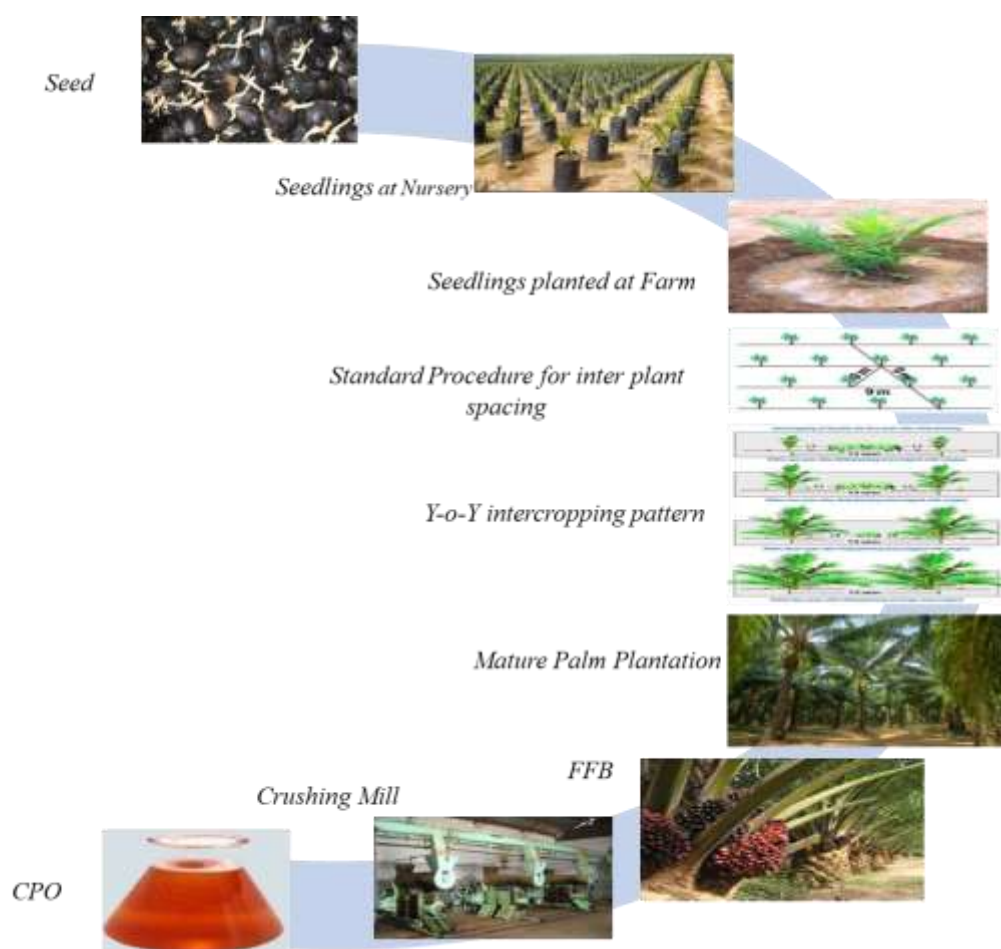 Seed
Seedlings at Nursery
Seedlings planted at Farm
Standard Procedure for inter plant
spacing
9 m
Y-o-Y intercropping pattern
Mature Palm Plantation
FFB
Crushing Mill
CPO